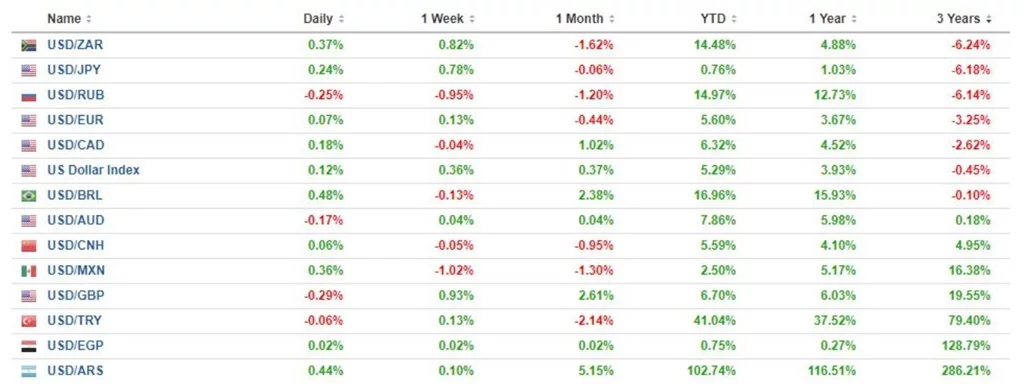 Name Daily 1 Week 1 Month YTD 1 Year 3 Years
USD/ZAR 0.37% 0.82% -1.62% 14.48% 4.88% -6.24%
USD/JPY 0.24% 0.78% -0.06% 0.76% 1.03% -6.18%
USD/RUB -0.25% -0.95% -1.20% 14.97% 12.73% -6.14%
USD/EUR 0.07% 0.13% -0.44% 5.60% 3.67% -3.25%
USD/CAD 0.18% -0.04% 1.02% 6.32% 4.52% -2.62%
US Dollar Index 0.12% 0.36% 0.37% 5.29% 3.93% -0.45%
USD/BRL 0.48% -0.13% 2.38% 16.96% 15.93% -0.10%
USD/AUD -0.17% 0.04% 0.04% 7.86% 5.98% 0.18%
USD/CNH 0.06% -0.05% -0.95% 5.59% 4.10% 4.95%
USD/MXN 0.36% -1.02% -1.30% 2.50% 5.17% 16.38%
USD/GBP -0.29% 0.93% 2.61% 6.70% 6.03% 19.55%
USD/TRY -0.06% 0.13% -2.14% 41.04% 37.52% 79.40%
USD/EGP 0.02% 0.02% 0.02% 0.75% 0.27% 128.79%
USD/ARS 0.44% 0.10% 5.15% 102.74% 116.51% 286.21%